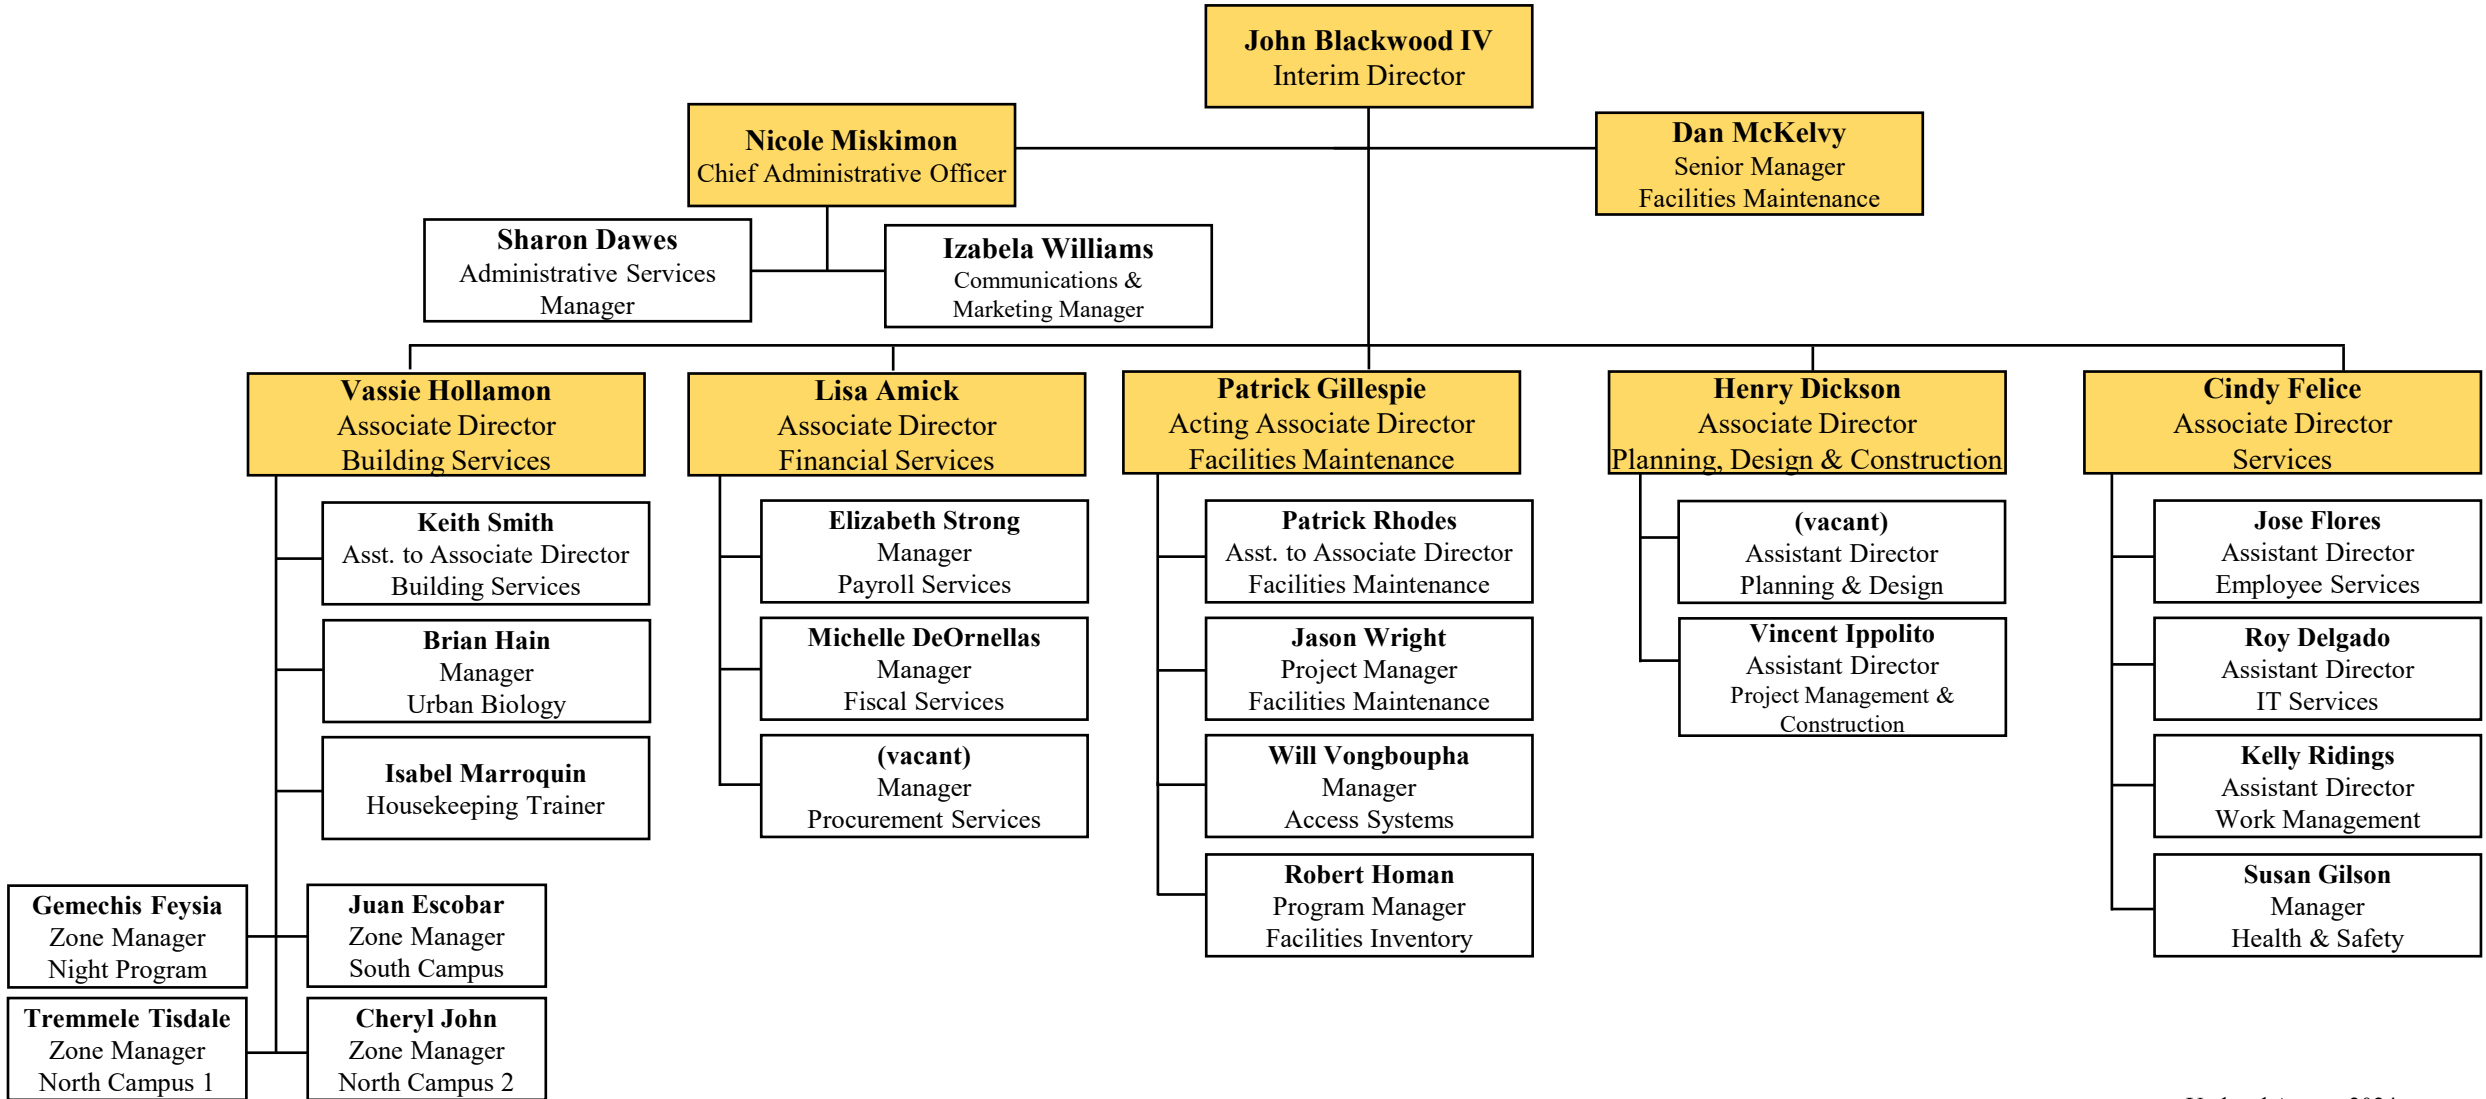 John Blackwood IV
Interim Director
Nicole Miskimon
Chief Administrative Officer
Dan McKelvy
Senior Manager
Facilities Maintenance
Sharon Dawes
Administrative Services
Manager
Izabela Williams
Communications &
Marketing Manager
Vassie Hollamon
Associate Director
Building Services
Lisa Amick
Associate Director
Financial Services
Patrick Gillespie
Acting Associate Director
Facilities Maintenance
Henry Dickson
Associate Director
Planning, Design & Construction
Cindy Felice
Associate Director
Services
Keith Smith
Asst. to Associate Director
Building Services
Brian Hain
Manager
Urban Biology
Isabel Marroquin
Housekeeping Trainer
Gemechis Feysia
Zone Manager
Night Program
Juan Escobar
Zone Manager
South Campus
Tremmele Tisdale
Zone Manager
North Campus 1
Cheryl John
Zone Manager
North Campus 2
Elizabeth Strong
Manager
Payroll Services
Michelle DeOrnellas
Manager
Fiscal Services
(vacant)
Manager
Procurement Services
Patrick Rhodes
Asst. to Associate Director
Facilities Maintenance
Jason Wright
Project Manager
Facilities Maintenance
Will Vongboupha
Manager
Access Systems
Robert Homan
Program Manager
Facilities Inventory
(vacant)
Assistant Director
Planning & Design
Vincent Ippolito
Assistant Director
Project Management &
Construction
Jose Flores
Assistant Director
Employee Services
Roy Delgado
Assistant Director
IT Services
Kelly Ridings
Assistant Director
Work Management
Susan Gilson
Manager
Health & Safety